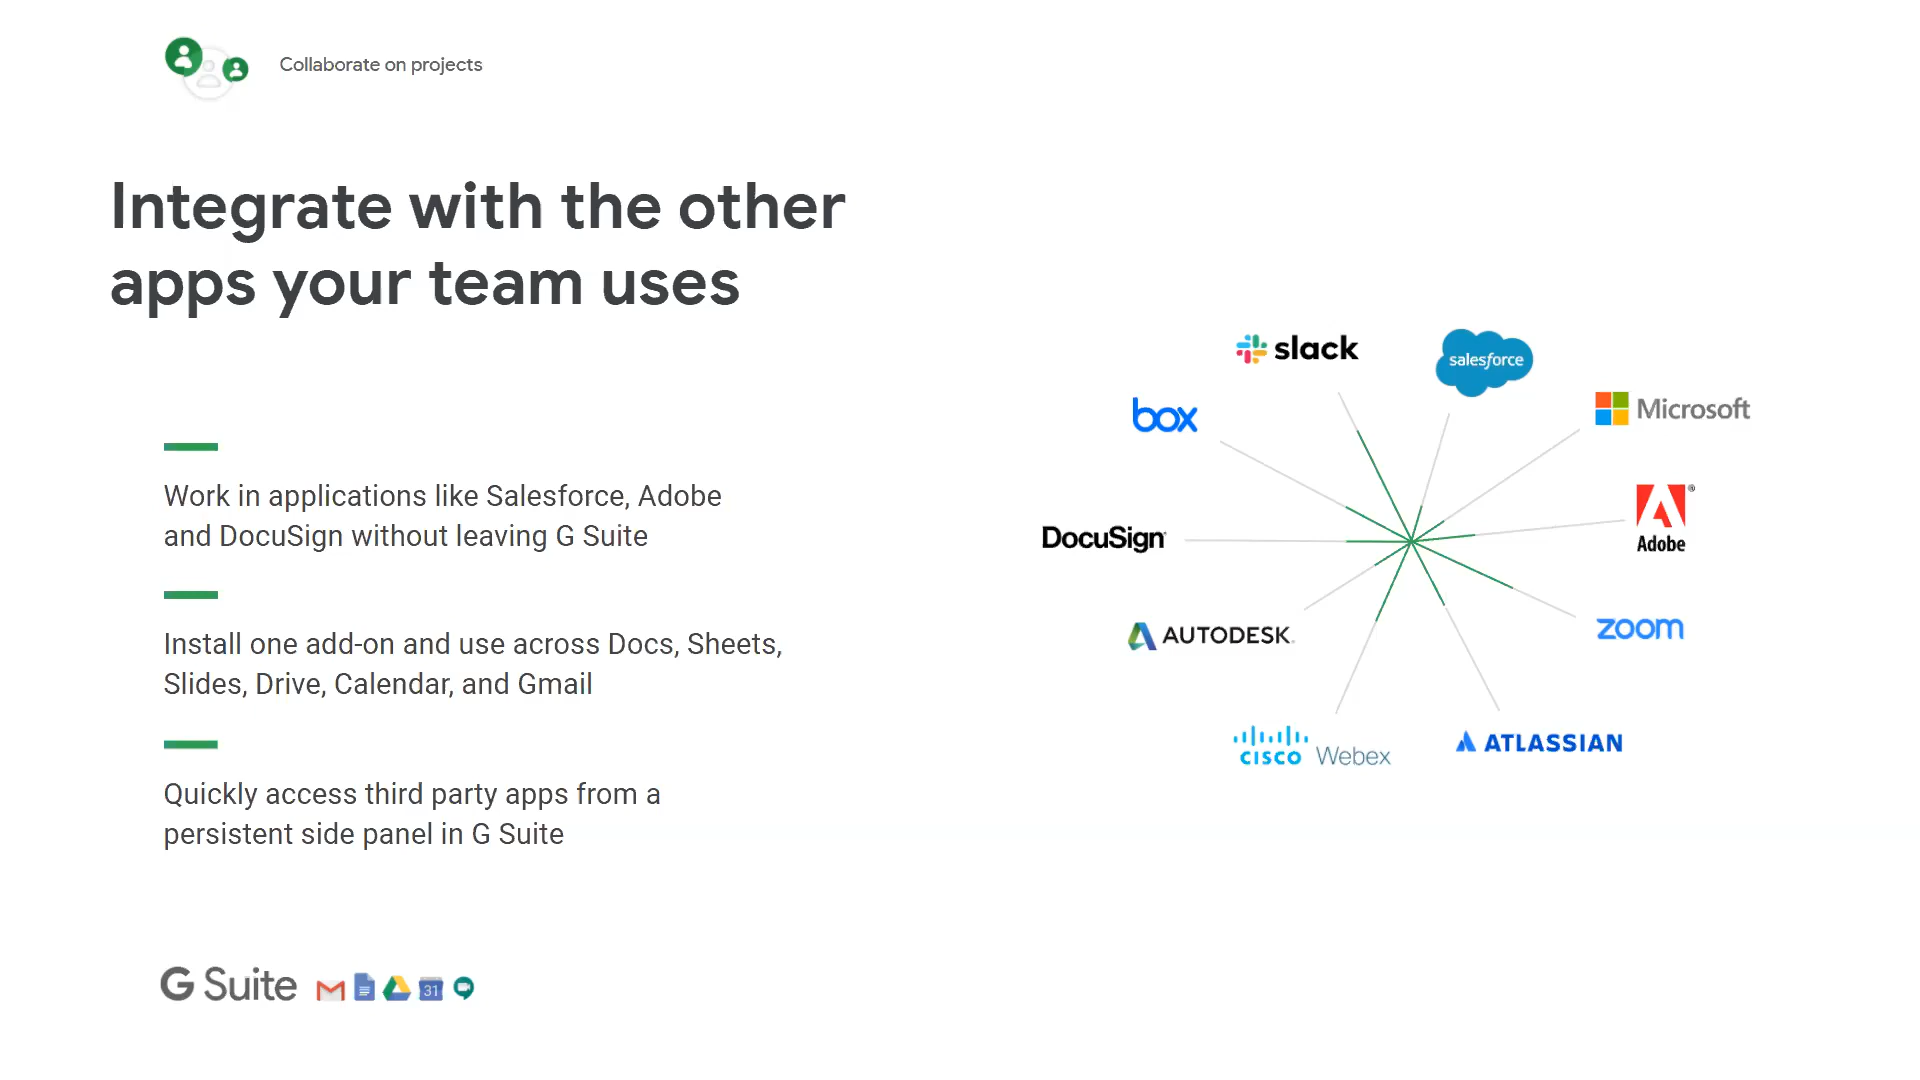 Collaborate on projects
Integrate with the other
apps your team uses
Work in applications like Salesforce, Adobe
and DocuSign without leaving G Suite
Install one add-on and use across Docs, Sheets,
Slides, Drive, Calendar, and Gmail
Quickly access third party apps from a
persistent side panel in G Suite
slack
salesforce
box
Microsoft
DocuSign
Adobe
AUTODESK
zoom
CISCO Webex
ATLASSIAN
G Suite
31